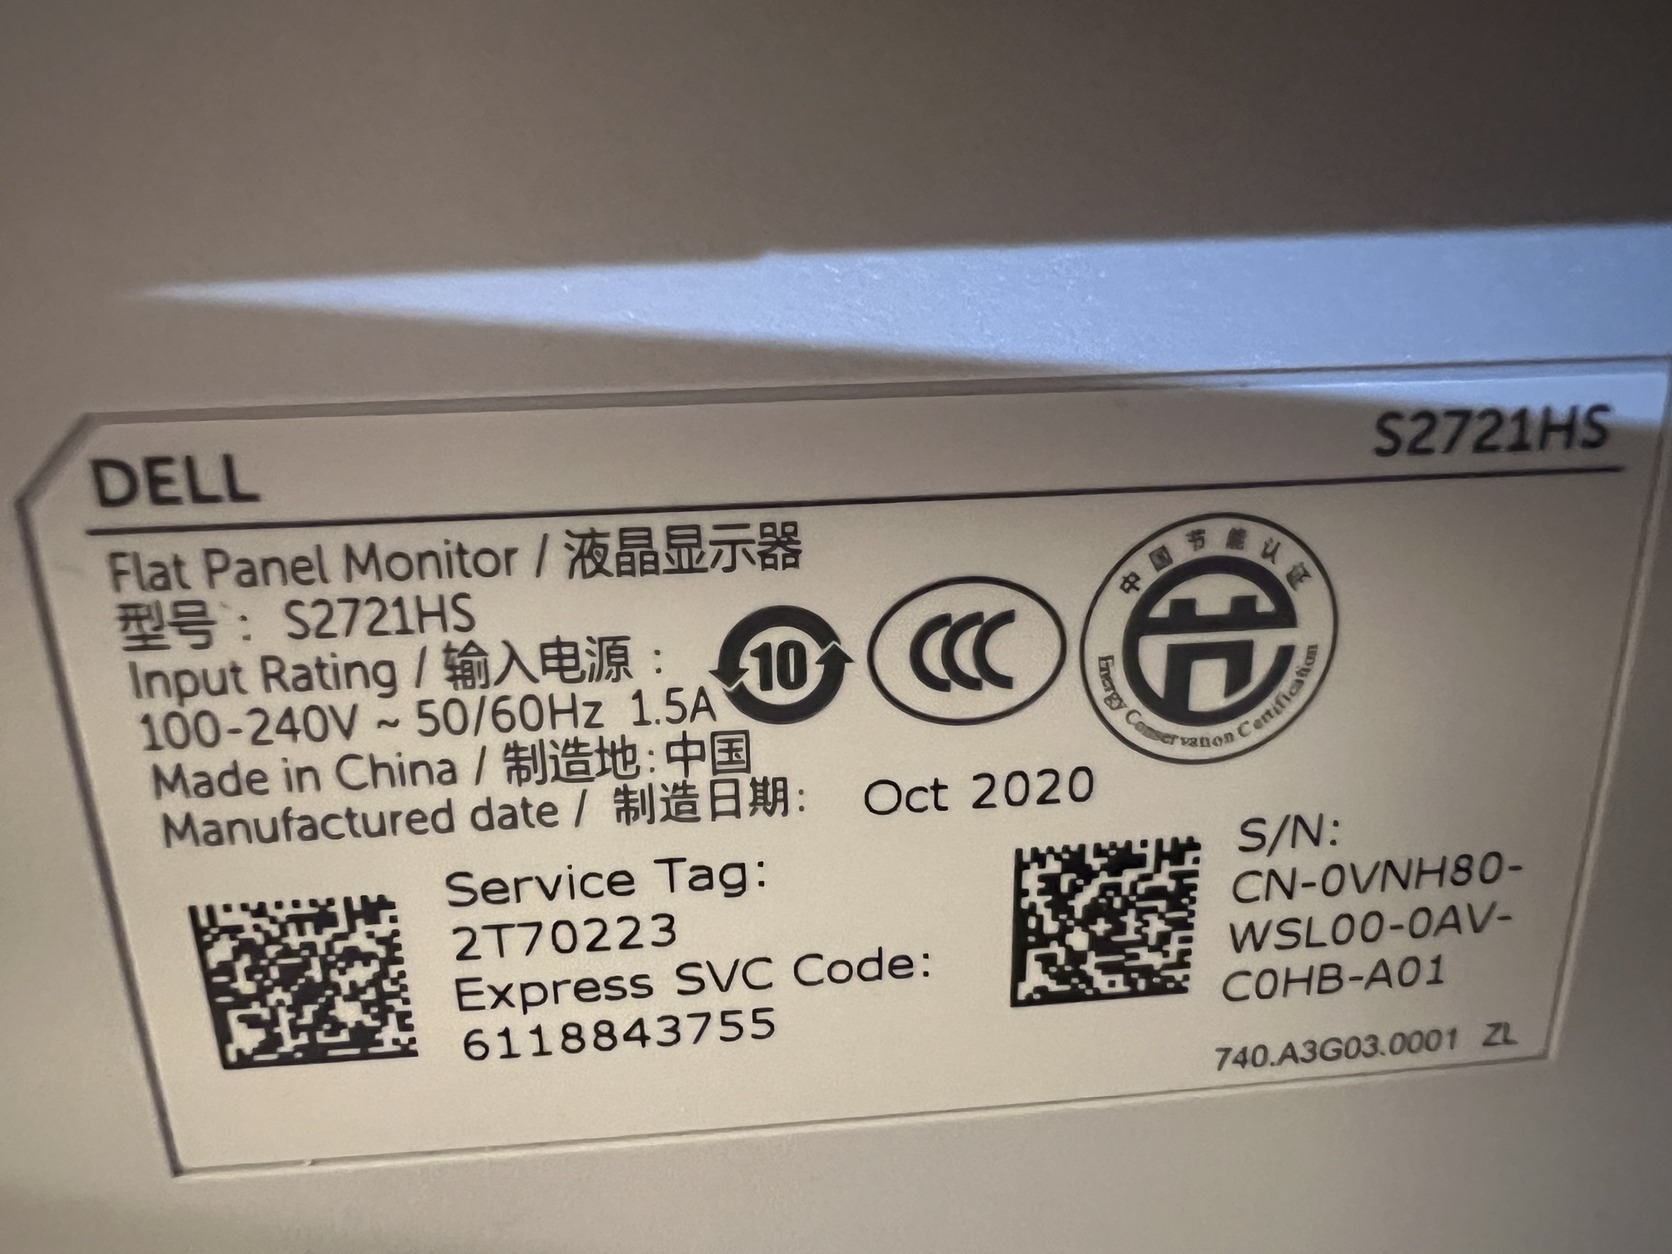 DELL
S2721HS
Flat Panel Monitor / 液晶显示器
型号： S2721HS
Input Rating / 输入电源：
100-240V ~ 50/60Hz 1.5A
Made in China / 制造地: 中国
Manufactured date / 制造日期: Oct 2020
10
CCC
中国节能认证
Energy Conservation Certification
Service Tag:
2T70223
Express SVC Code:
6118843755
S/N:
CN-0VNH80-
WSL00-0AV-
C0HB-A01
740.A3G03.0001 ZL